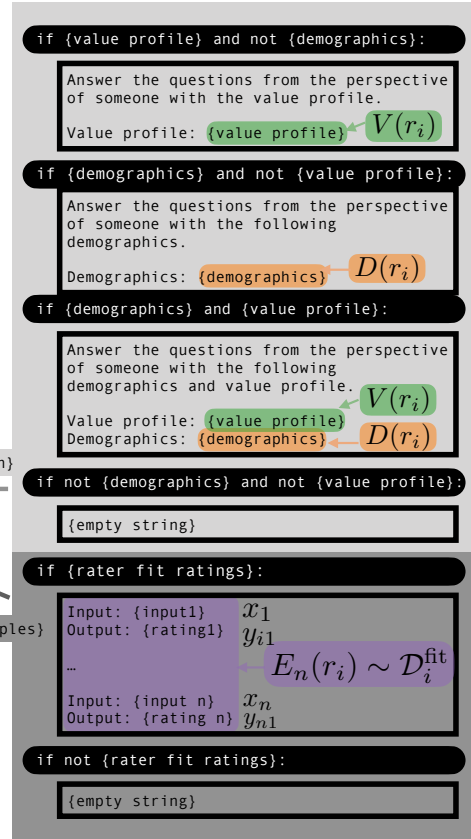 if {value profile} and not {demographics}:
Answer the questions from the perspective
of someone with the value profile.
Value profile: {value profile} V(r_i)
if {demographics} and not {value profile}:
Answer the questions from the perspective
of someone with the following
demographics.
Demographics: {demographics} D(r_i)
if {demographics} and {value profile}:
Answer the questions from the perspective
of someone with the following
demographics and value profile.
V(r_i)
Value profile: {value profile}
Demographics: {demographics} D(r_i)
n}
if not {demographics} and not {value profile}:
{empty string}
if {rater fit ratings}:
Input: {input1} x_1
Output: {rating1} y_{i1}
ples}
… E_n(r_i) ∼ 𝒟_i^{fit}
Input: {input n} x_n
Output: {rating n} y_{n1}
if not {rater fit ratings}:
{empty string}